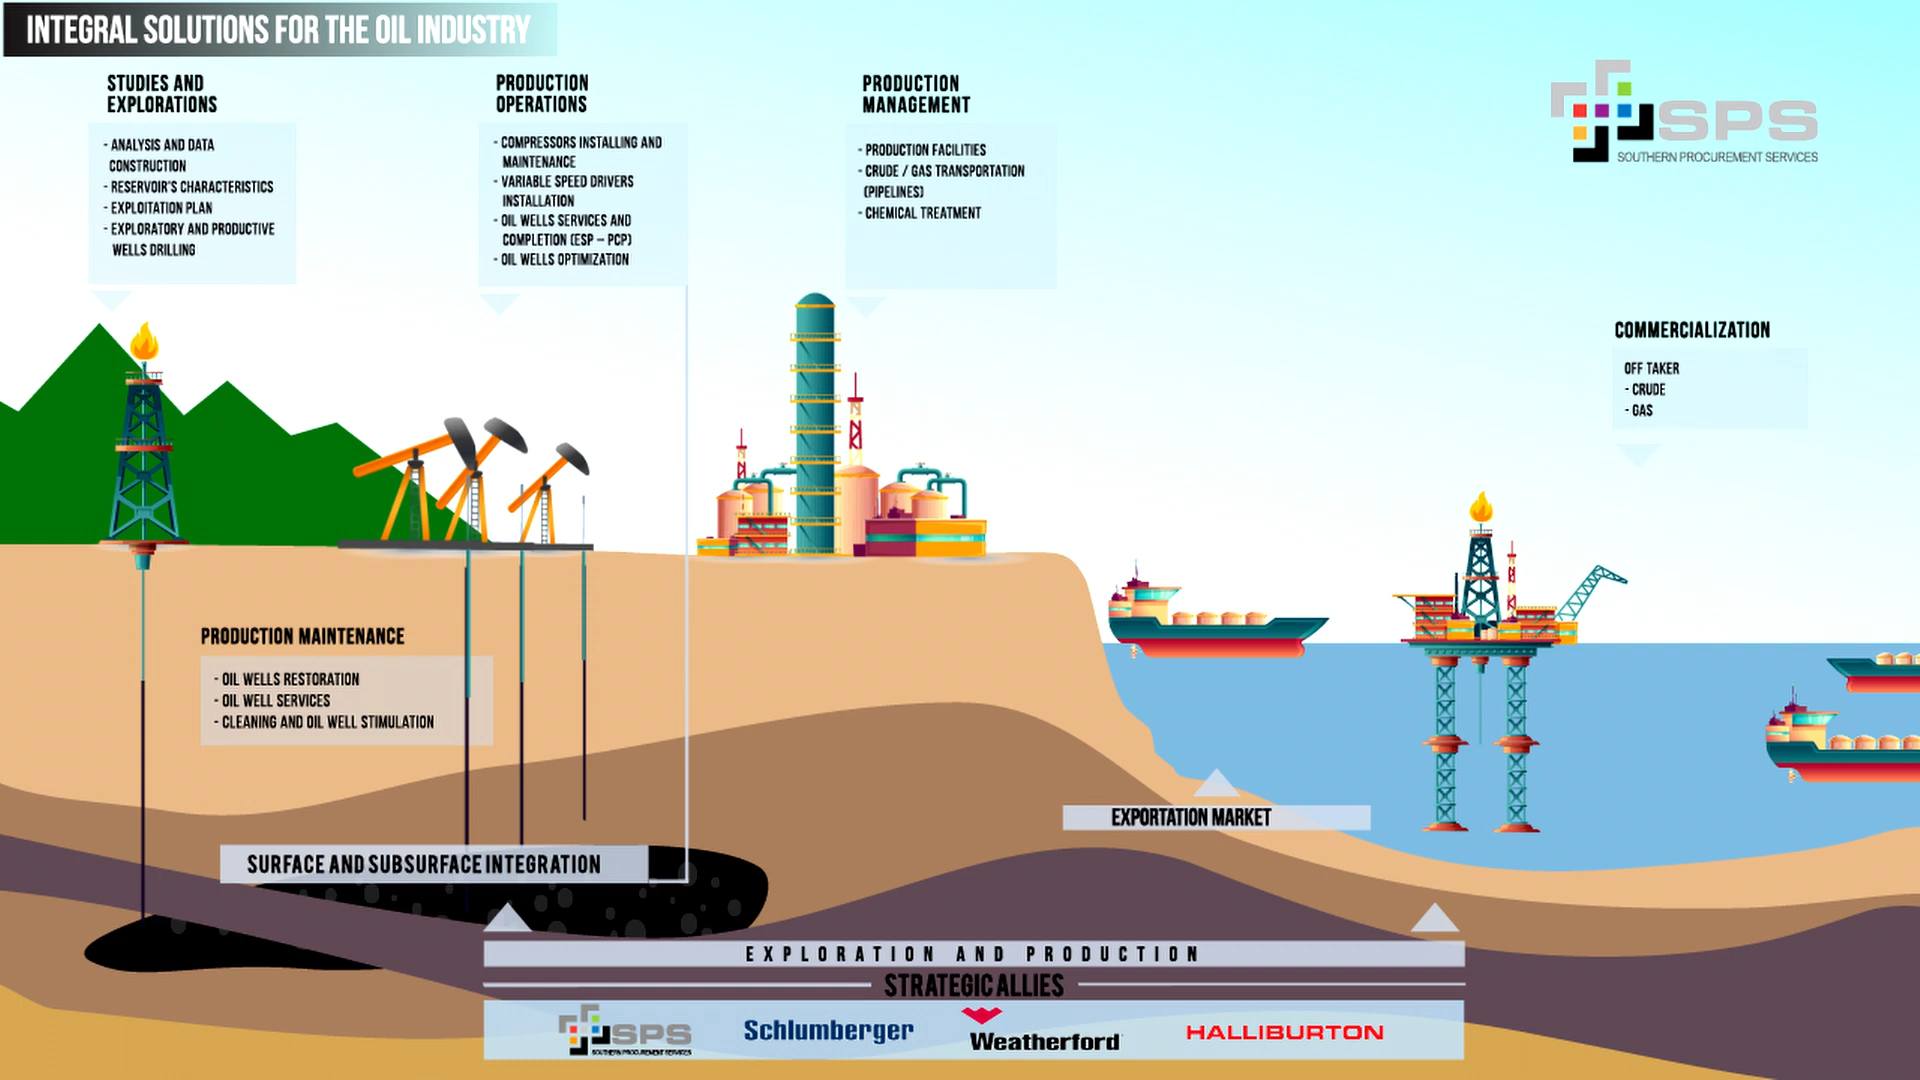 INTEGRAL SOLUTIONS FOR THE OIL INDUSTRY
STUDIES AND
EXPLORATIONS
- ANALYSIS AND DATA
CONSTRUCTION
- RESERVOIR'S CHARACTERISTICS
- EXPLOITATION PLAN
- EXPLORATORY AND PRODUCTIVE
WELLS DRILLING
PRODUCTION
OPERATIONS
- COMPRESSORS INSTALLING AND
MAINTENANCE
- VARIABLE SPEED DRIVERS
INSTALLATION
- OIL WELLS SERVICES AND
COMPLETION (ESP – PCP)
- OIL WELLS OPTIMIZATION
PRODUCTION
MANAGEMENT
- PRODUCTION FACILITIES
- CRUDE / GAS TRANSPORTATION
(PIPELINES)
- CHEMICAL TREATMENT
SPS
SOUTHERN PROCUREMENT SERVICES
COMMERCIALIZATION
OFF TAKER
- CRUDE
- GAS
PRODUCTION MAINTENANCE
- OIL WELLS RESTORATION
- OIL WELL SERVICES
- CLEANING AND OIL WELL STIMULATION
EXPORTATION MARKET
SURFACE AND SUBSURFACE INTEGRATION
EXPLORATION AND PRODUCTION
STRATEGIC ALLIES
SPS
SOUTHERN PROCUREMENT SERVICES
Schlumberger
Weatherford
HALLIBURTON